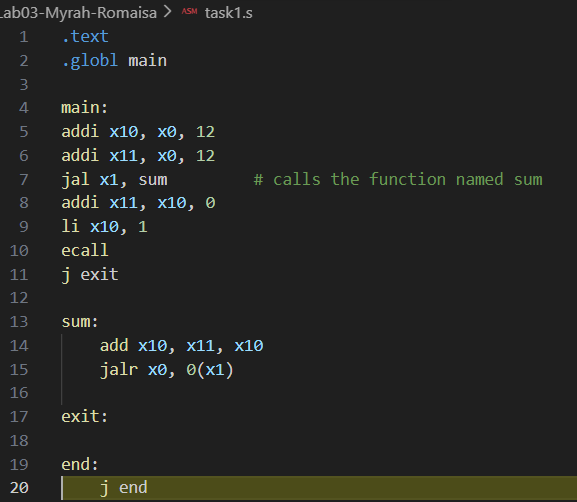 Lab03-Myrah-Romaisa > ASM task1.s
1 .text
2 .globl main
3
4 main:
5 addi x10, x0, 12
6 addi x11, x0, 12
7 jal x1, sum # calls the function named sum
8 addi x11, x10, 0
9 li x10, 1
10 ecall
11 j exit
12
13 sum:
14 add x10, x11, x10
15 jalr x0, 0(x1)
16
17 exit:
18
19 end:
20 j end